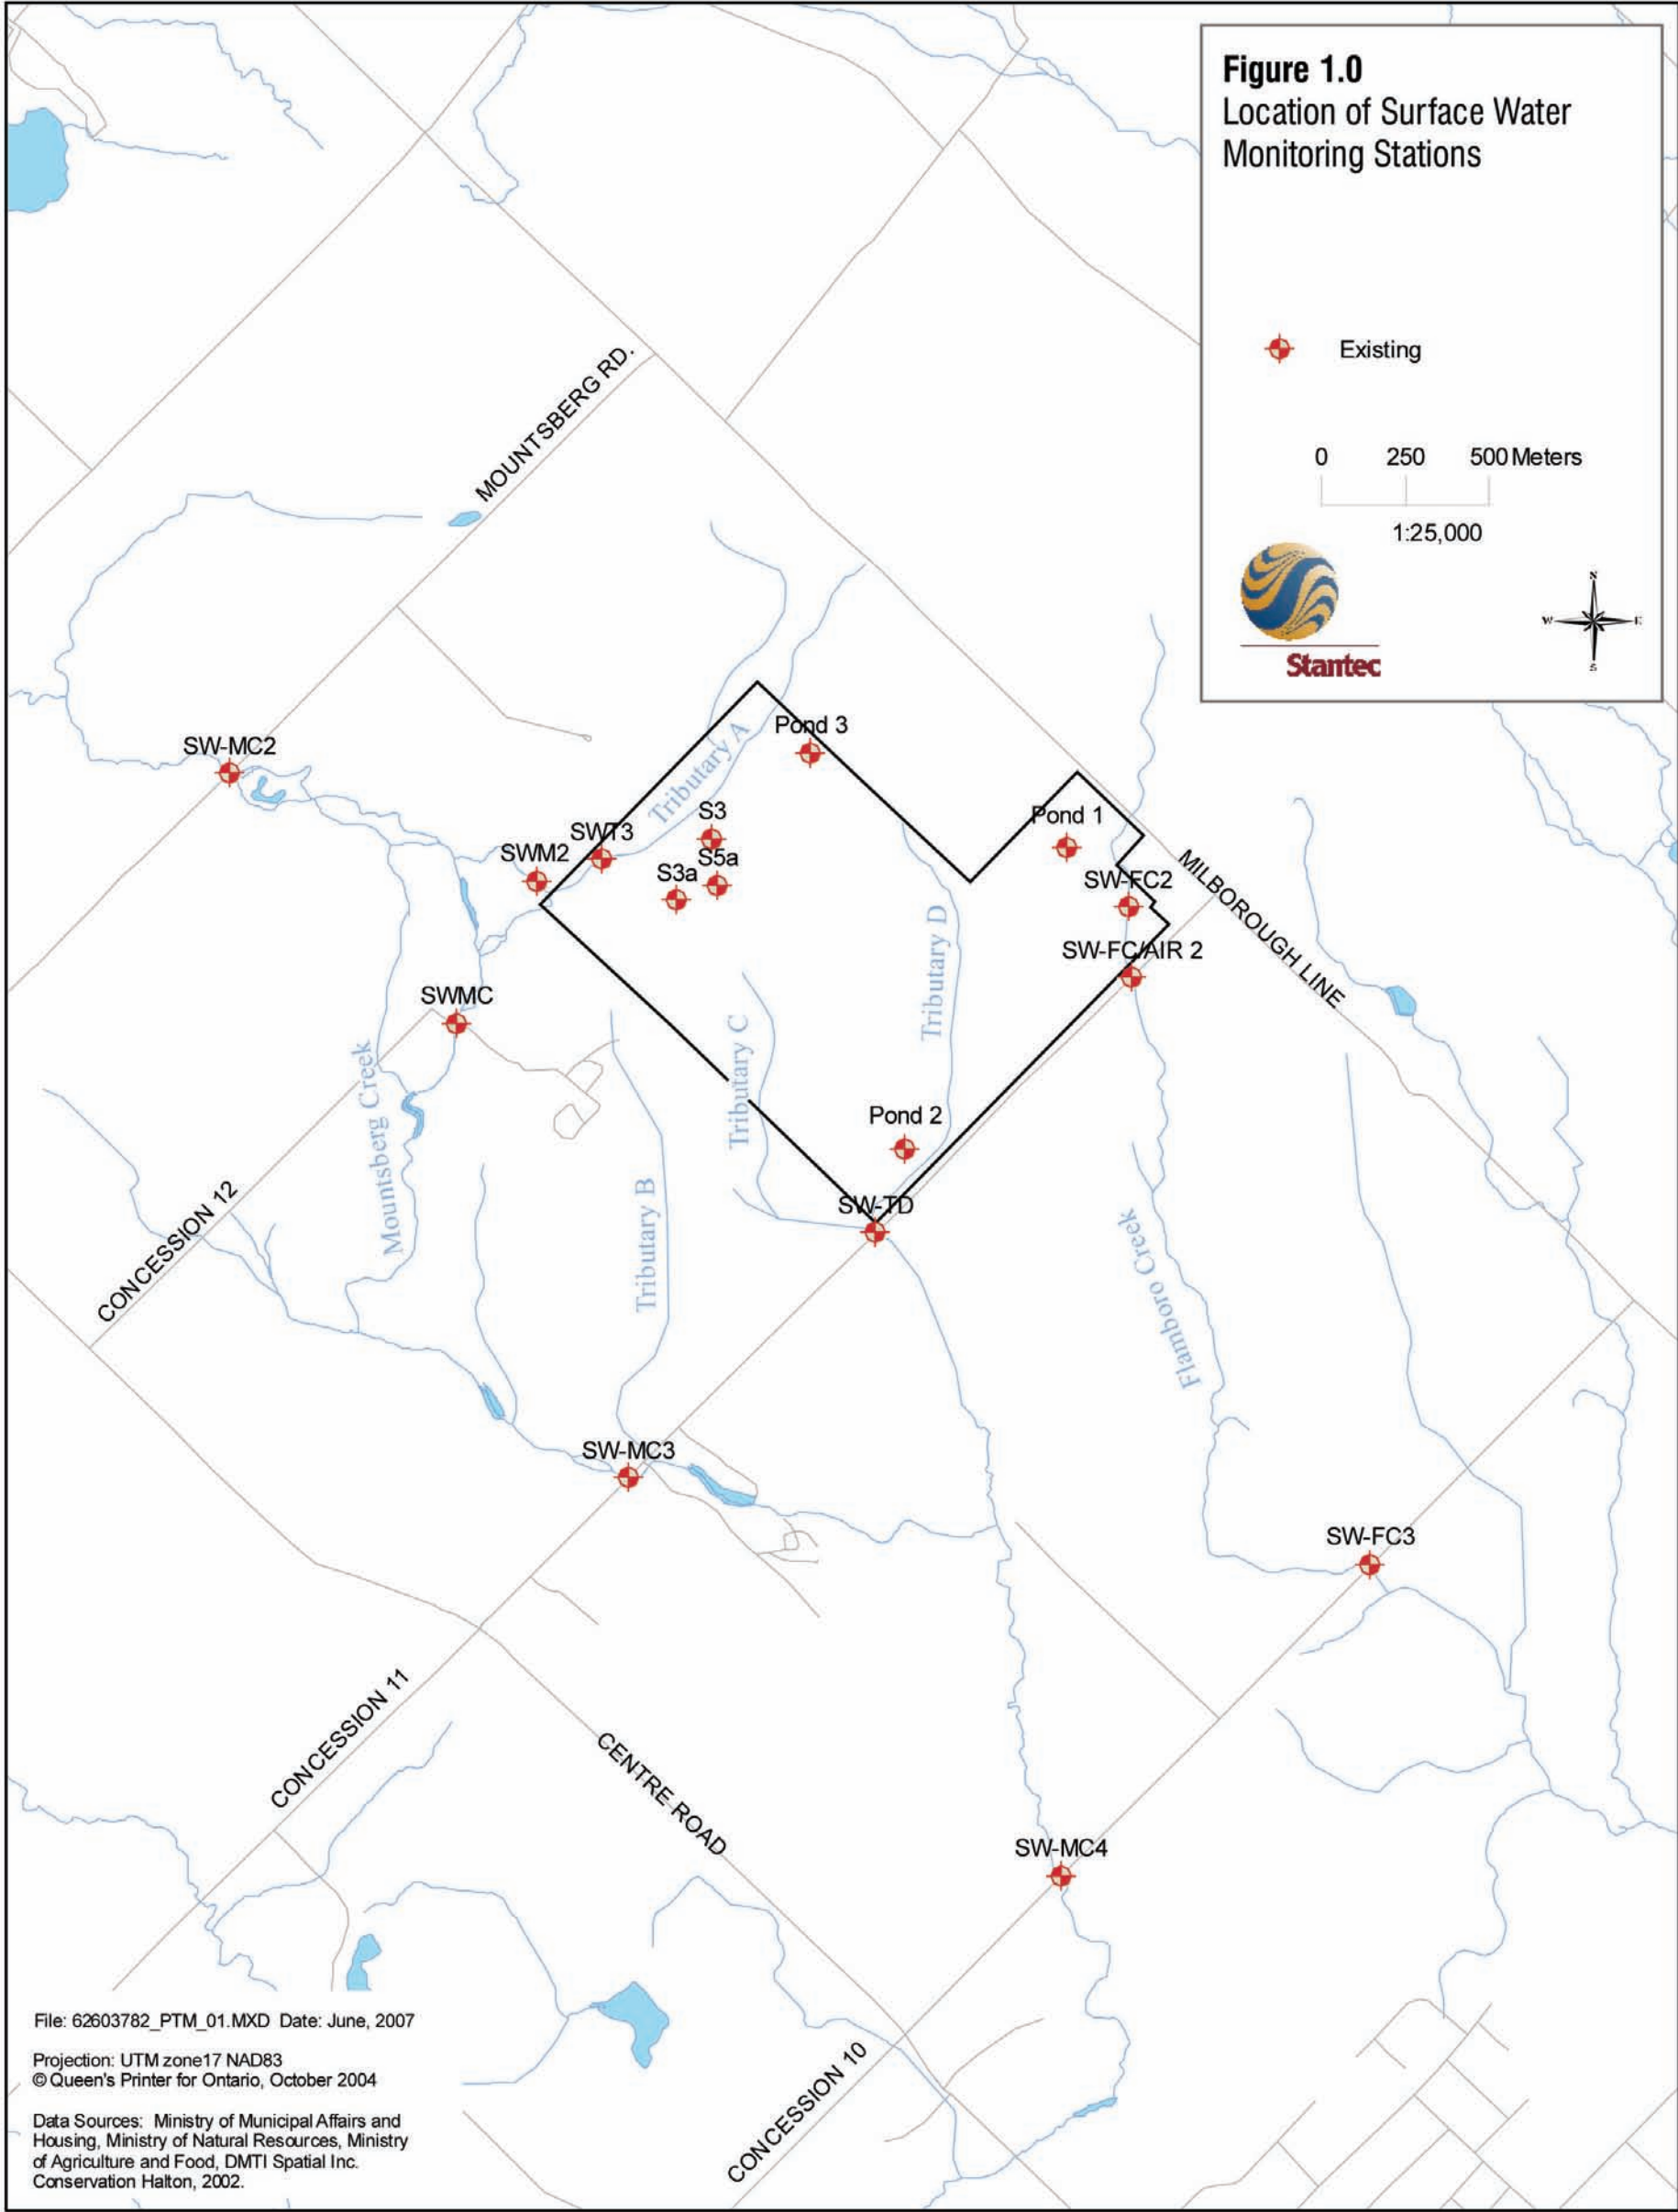 Figure 1.0
Location of Surface Water
Monitoring Stations
Existing
0 250 500 Meters
1:25,000
N
W E
S
Stantec
MOUNTSBERG RD.
Pond 3
SW-MC2
Tributary A
S3
Pond 1
SWT3
SWM2
S5a
S3a
SW-FC2
MILBOROUGH LINE
SW-FC/AIR 2
Tributary D
SWMC
Tributary C
Mountsberg Creek
Pond 2
CONCESSION 12
Tributary B
SW-TD
Flamboro Creek
SW-MC3
SW-FC3
CONCESSION 11
CENTRE ROAD
SW-MC4
CONCESSION 10
File: 62603782_PTM_01.MXD Date: June, 2007
Projection: UTM zone17 NAD83
© Queen's Printer for Ontario, October 2004
Data Sources: Ministry of Municipal Affairs and
Housing, Ministry of Natural Resources, Ministry
of Agriculture and Food, DMTI Spatial Inc.
Conservation Halton, 2002.